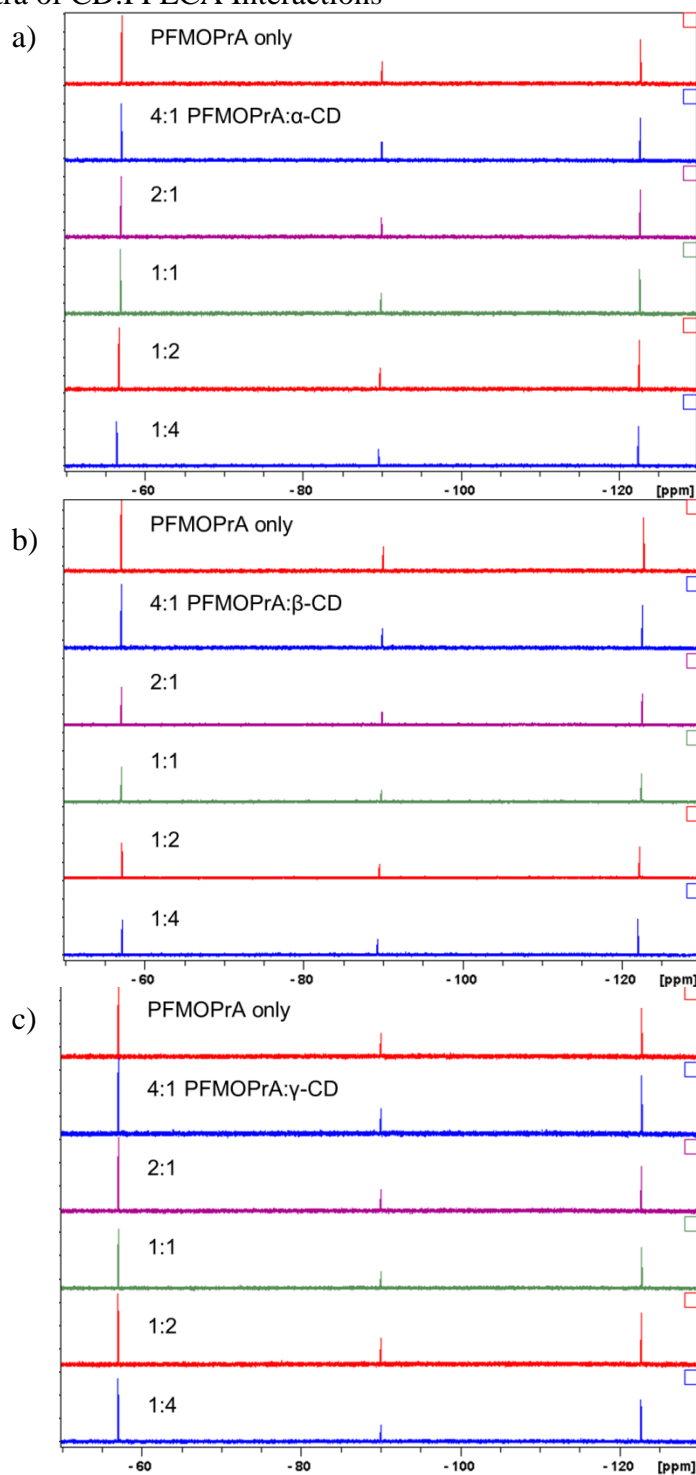 CD:PFECA Interactions
a)
PFMOPrA only
4:1 PFMOPrA:α-CD
2:1
1:1
1:2
1:4
-60 -80 -100 -120 [ppm]
b)
PFMOPrA only
4:1 PFMOPrA:β-CD
2:1
1:1
1:2
1:4
-60 -80 -100 -120 [ppm]
c)
PFMOPrA only
4:1 PFMOPrA:γ-CD
2:1
1:1
1:2
1:4
-60 -80 -100 -120 [ppm]